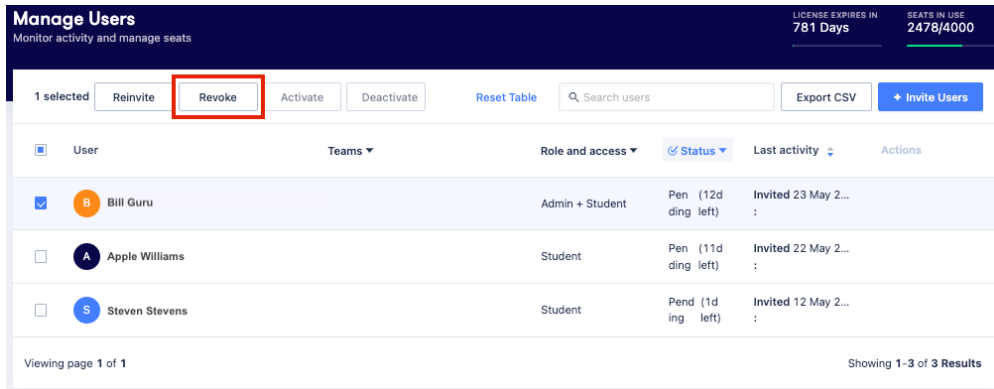 Manage Users
Monitor activity and manage seats
LICENSE EXPIRES IN
781 Days
SEATS IN USE
2478/4000
1 selected Reinvite Revoke Activate Deactivate Reset Table Search users Export CSV + Invite Users
User Teams Role and access Status Last activity Actions
B Bill Guru Admin + Student Pen (12d Invited 23 May 2...
ding left) :
A Apple Williams Student Pen (11d Invited 22 May 2...
ding left) :
S Steven Stevens Student Pend (1d Invited 12 May 2...
ing left) :
Viewing page 1 of 1 Showing 1-3 of 3 Results